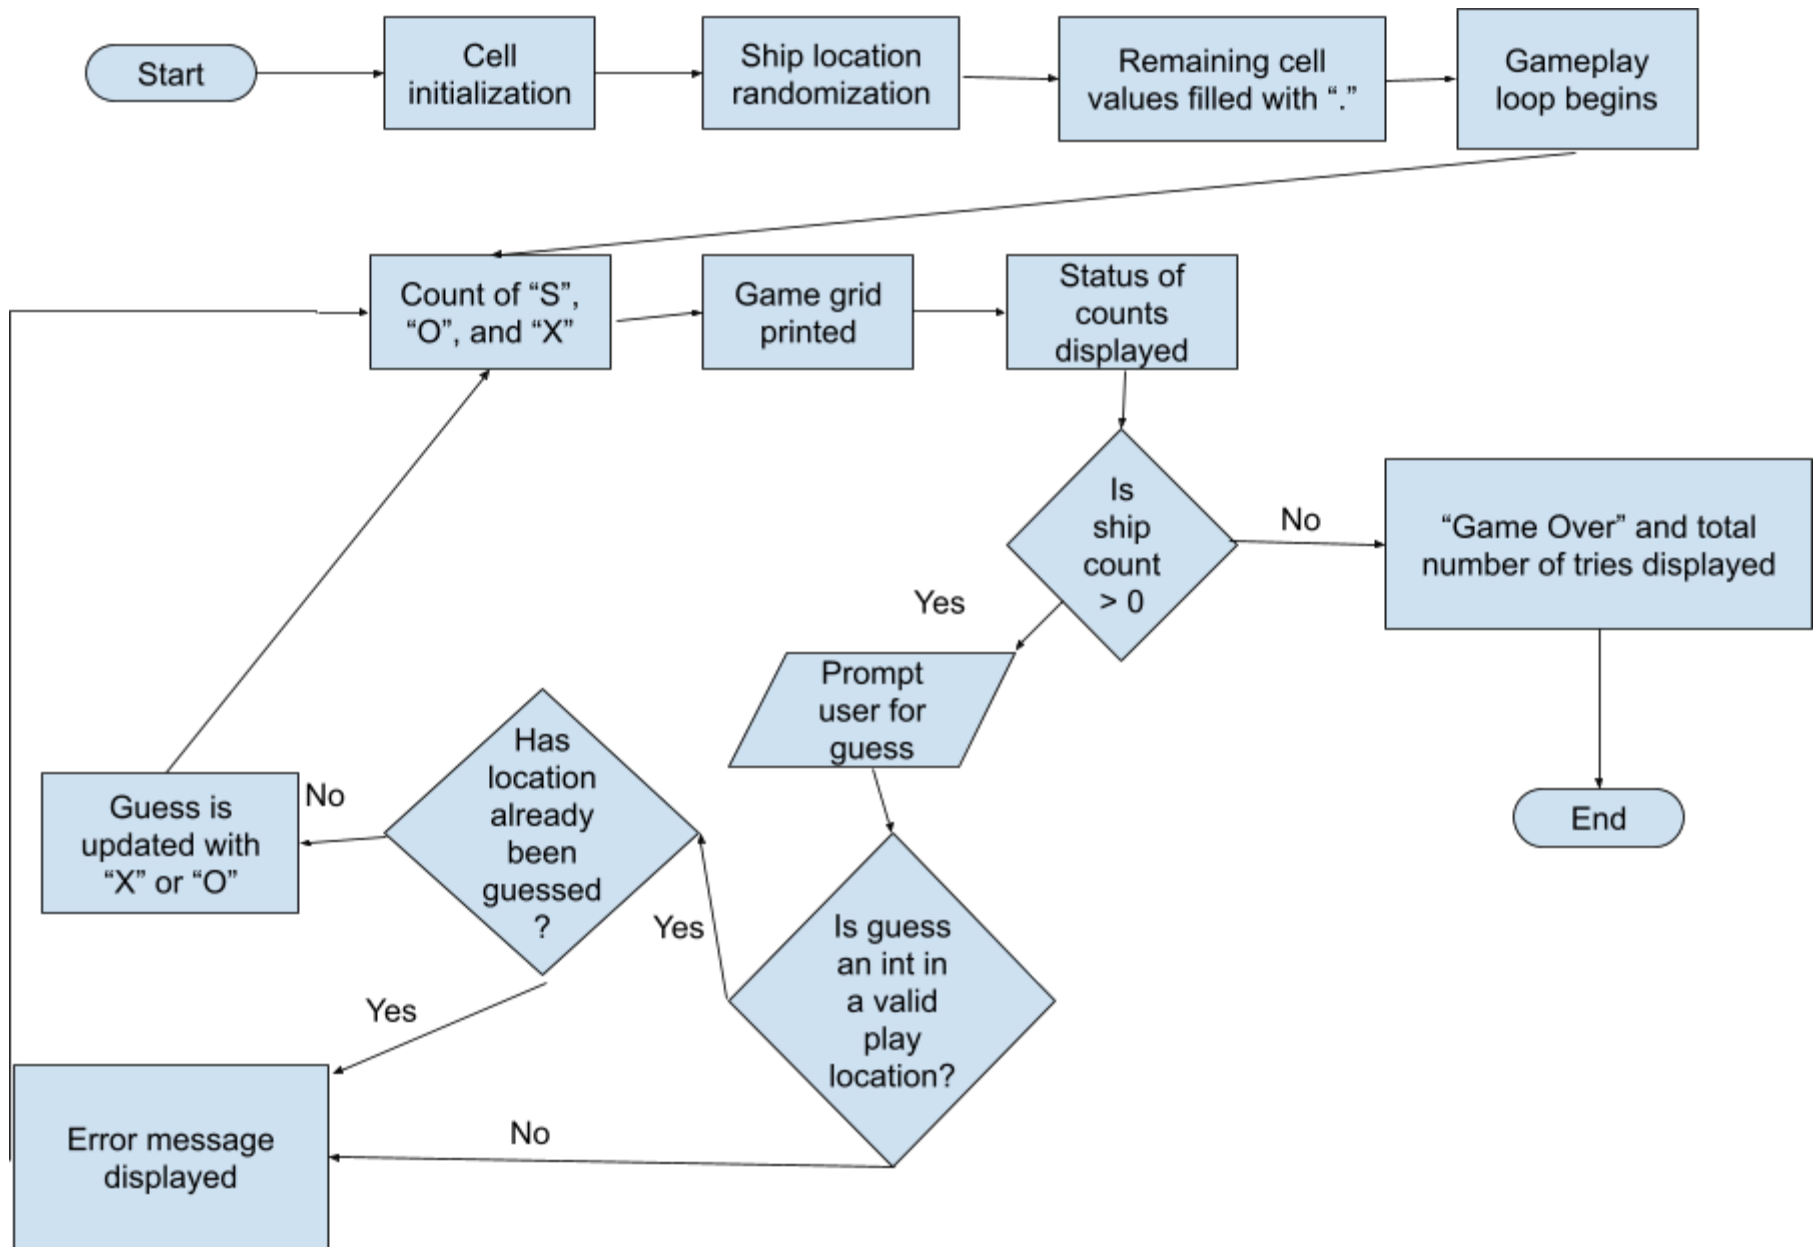 Start
Cell
initialization
Ship location
randomization
Remaining cell
values filled with “.”
Gameplay
loop begins
Count of “S”,
“O”, and “X”
Game grid
printed
Status of
counts
displayed
Is
ship
count
> 0
No
“Game Over” and total
number of tries displayed
End
Yes
Prompt
user for
guess
Is guess
an int in
a valid
play
location?
Yes
Has
location
already
been
guessed
?
No
Guess is
updated with
“X” or “O”
Yes
No
Error message
displayed